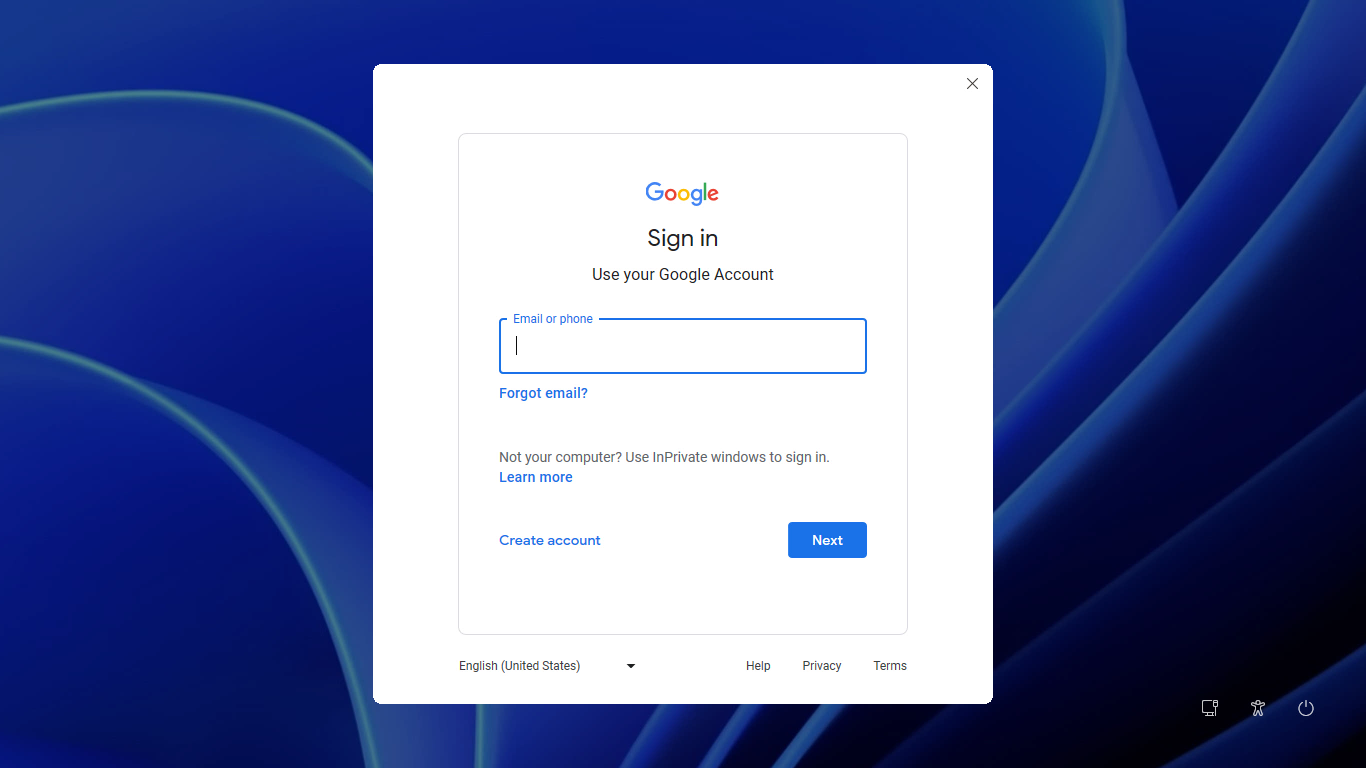 Google
Sign in
Use your Google Account
Email or phone
Forgot email?
Not your computer? Use InPrivate windows to sign in.
Learn more
Create account
Next
English (United States)
Help
Privacy
Terms